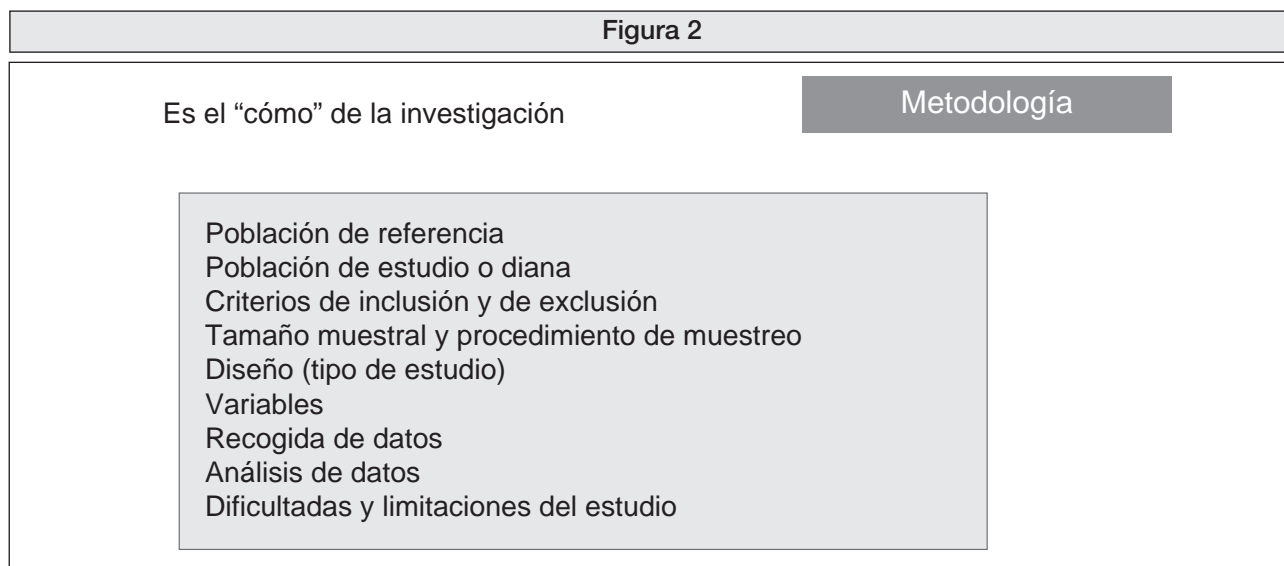 Figura 2
Es el “cómo” de la investigación
Metodología
Población de referencia
Población de estudio o diana
Criterios de inclusión y de exclusión
Tamaño muestral y procedimiento de muestreo
Diseño (tipo de estudio)
Variables
Recogida de datos
Análisis de datos
Dificultadas y limitaciones del estudio